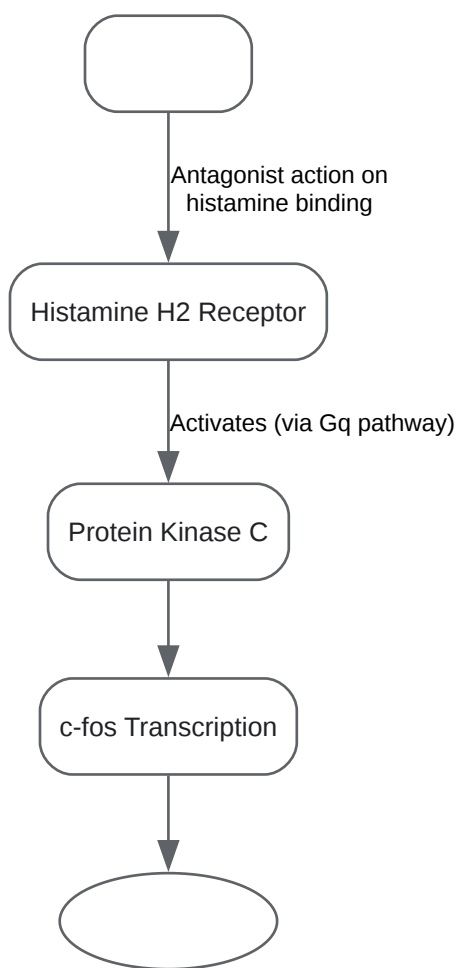 Antagonist action on
histamine binding
Histamine H2 Receptor
Activates (via Gq pathway)
Protein Kinase C
c-fos Transcription